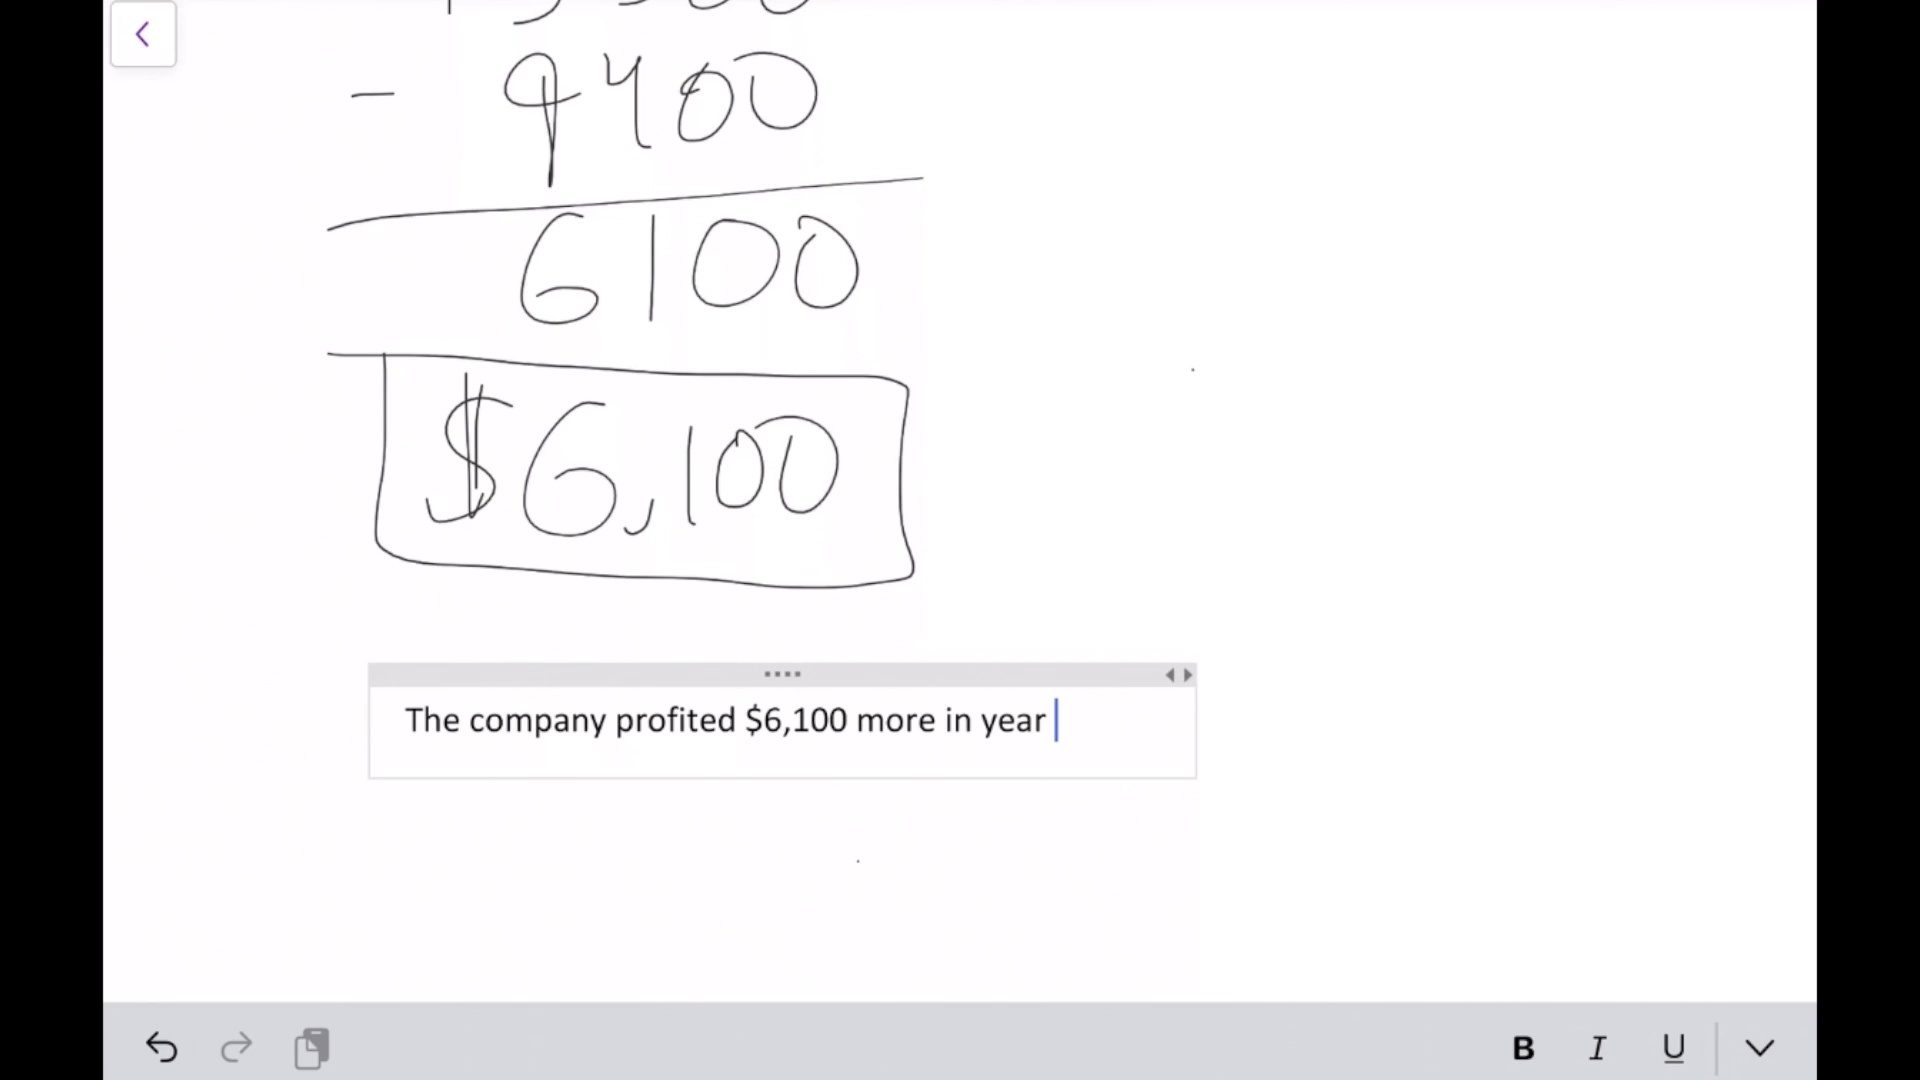 - 9400
6100
$6,100
The company profited $6,100 more in year
B I U